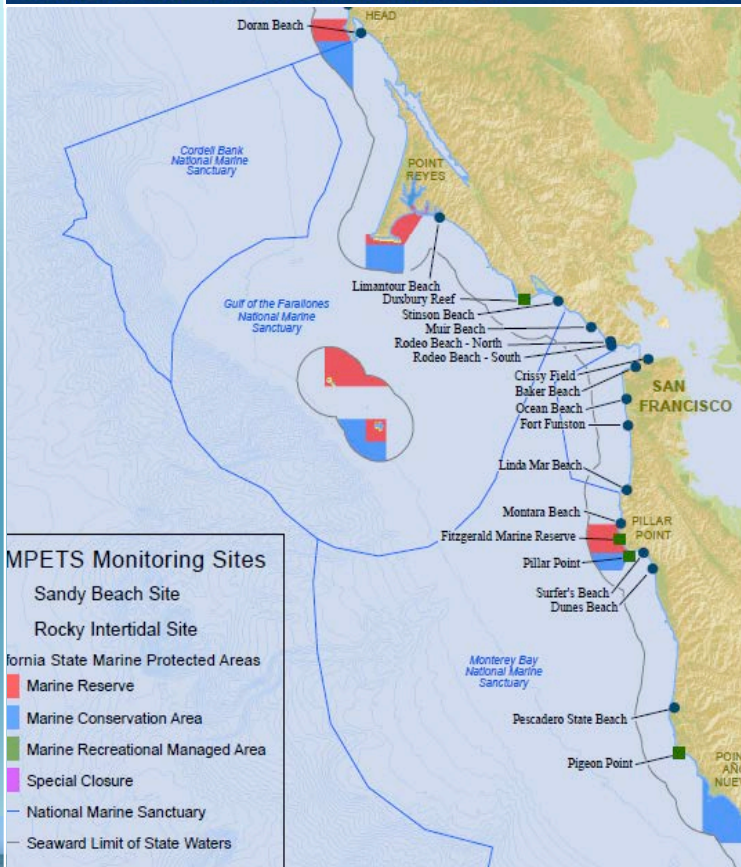 HEAD
Doran Beach
Cordell Bank
National Marine
Sanctuary
POINT
REYES
Limantour Beach
Duxbury Reef
Gulf of the Farallones
National Marine
Sanctuary
Stinson Beach
Muir Beach
Rodeo Beach - North
Rodeo Beach - South
Crissy Field
Baker Beach
SAN
FRANCISCO
Ocean Beach
Fort Funston
Linda Mar Beach
Montara Beach
PILLAR
POINT
Fitzgerald Marine Reserve
Pillar Point
Surfer's Beach
Dunes Beach
Monterey Bay
National Marine
Sanctuary
Pescadero State Beach
Pigeon Point
POIN
AÑ
NUE
MPETS Monitoring Sites
Sandy Beach Site
Rocky Intertidal Site
fornia State Marine Protected Areas
Marine Reserve
Marine Conservation Area
Marine Recreational Managed Area
Special Closure
National Marine Sanctuary
Seaward Limit of State Waters